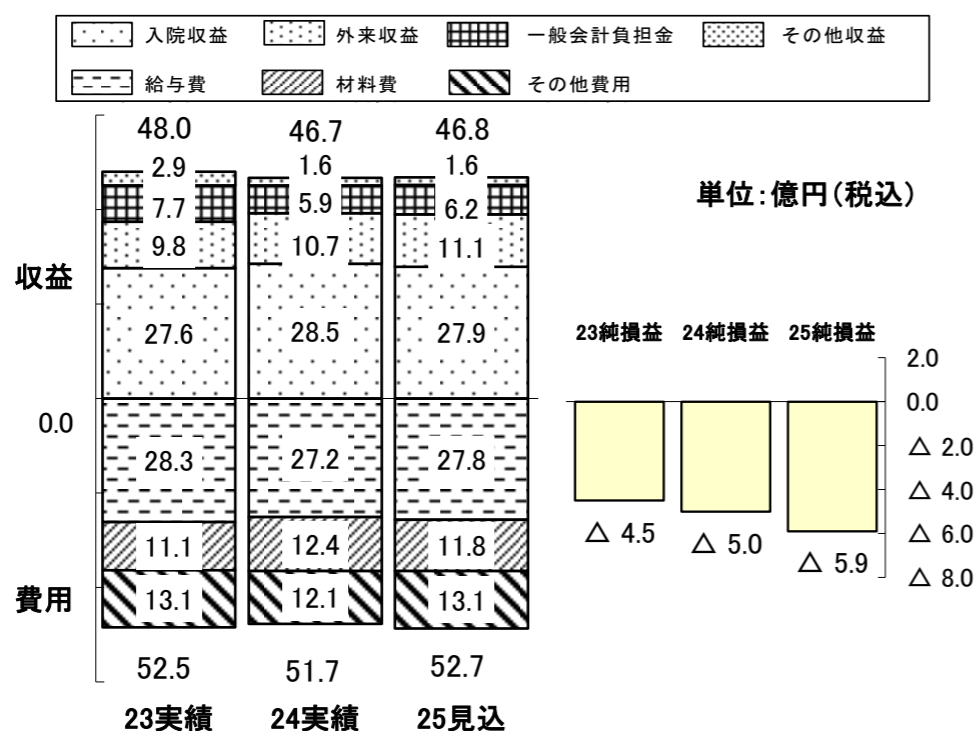 入院収益 外来収益 一般会計負担金 その他収益
給与費 材料費 その他費用
48.0 46.7 46.8
2.9 1.6 1.6
7.7 5.9 6.2
9.8 10.7 11.1
27.6 28.5 27.9
収益
0.0
28.3 27.2 27.8
11.1 12.4 11.8
13.1 12.1 13.1
費用
52.5 51.7 52.7
23実績 24実績 25見込
単位:億円(税込)
23純損益 24純損益 25純損益
2.0
0.0
△ 2.0
△ 4.0
△ 6.0
△ 8.0
△ 4.5 △ 5.0 △ 5.9